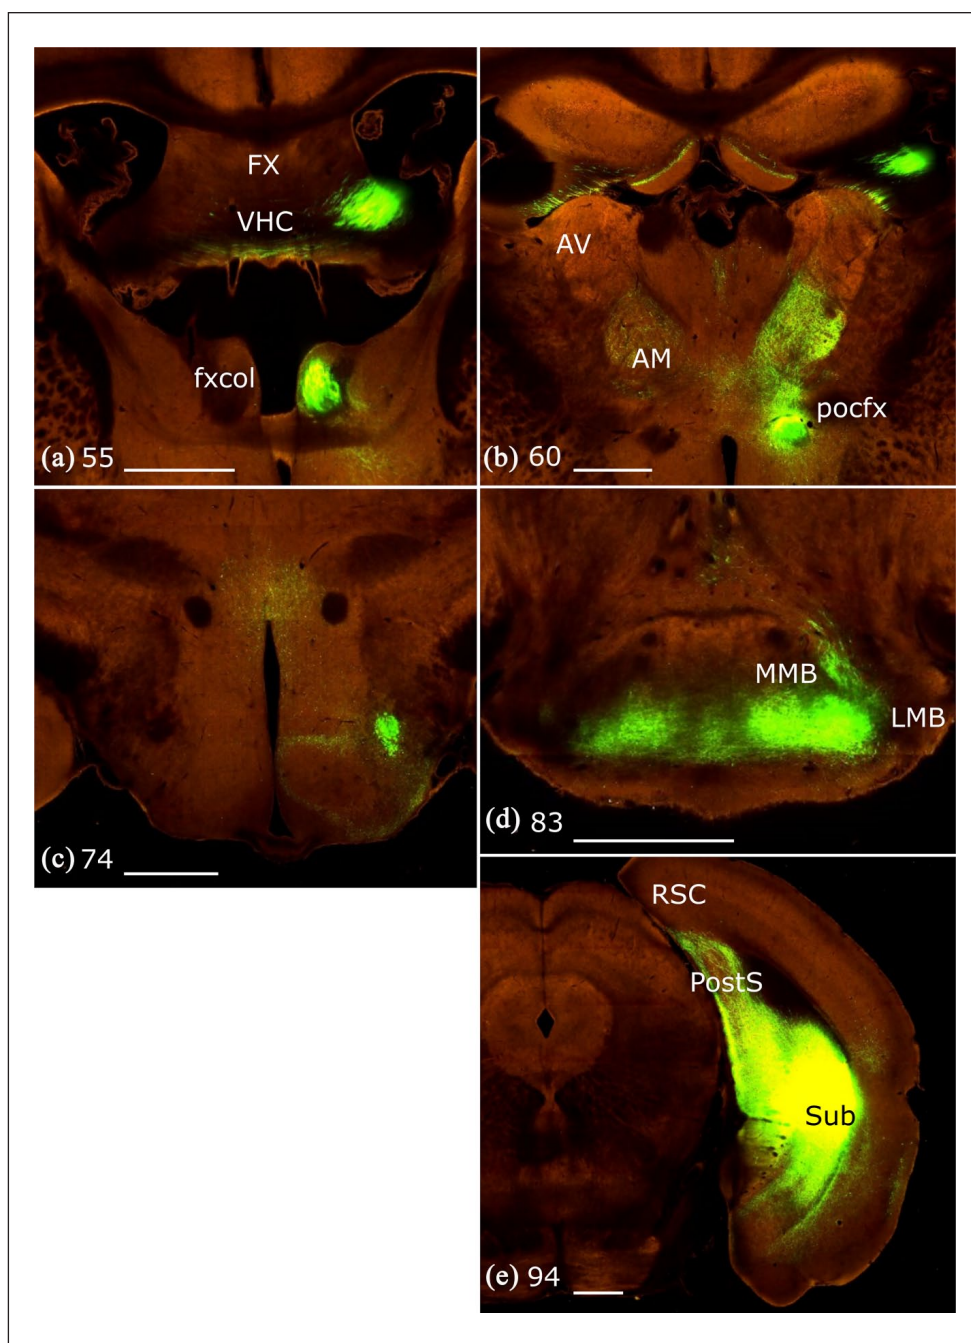 FX
VHC
fxcol
(a) 55
AV
AM
pocfx
(b) 60
(c) 74
MMB
LMB
(d) 83
RSC
PostS
Sub
(e) 94